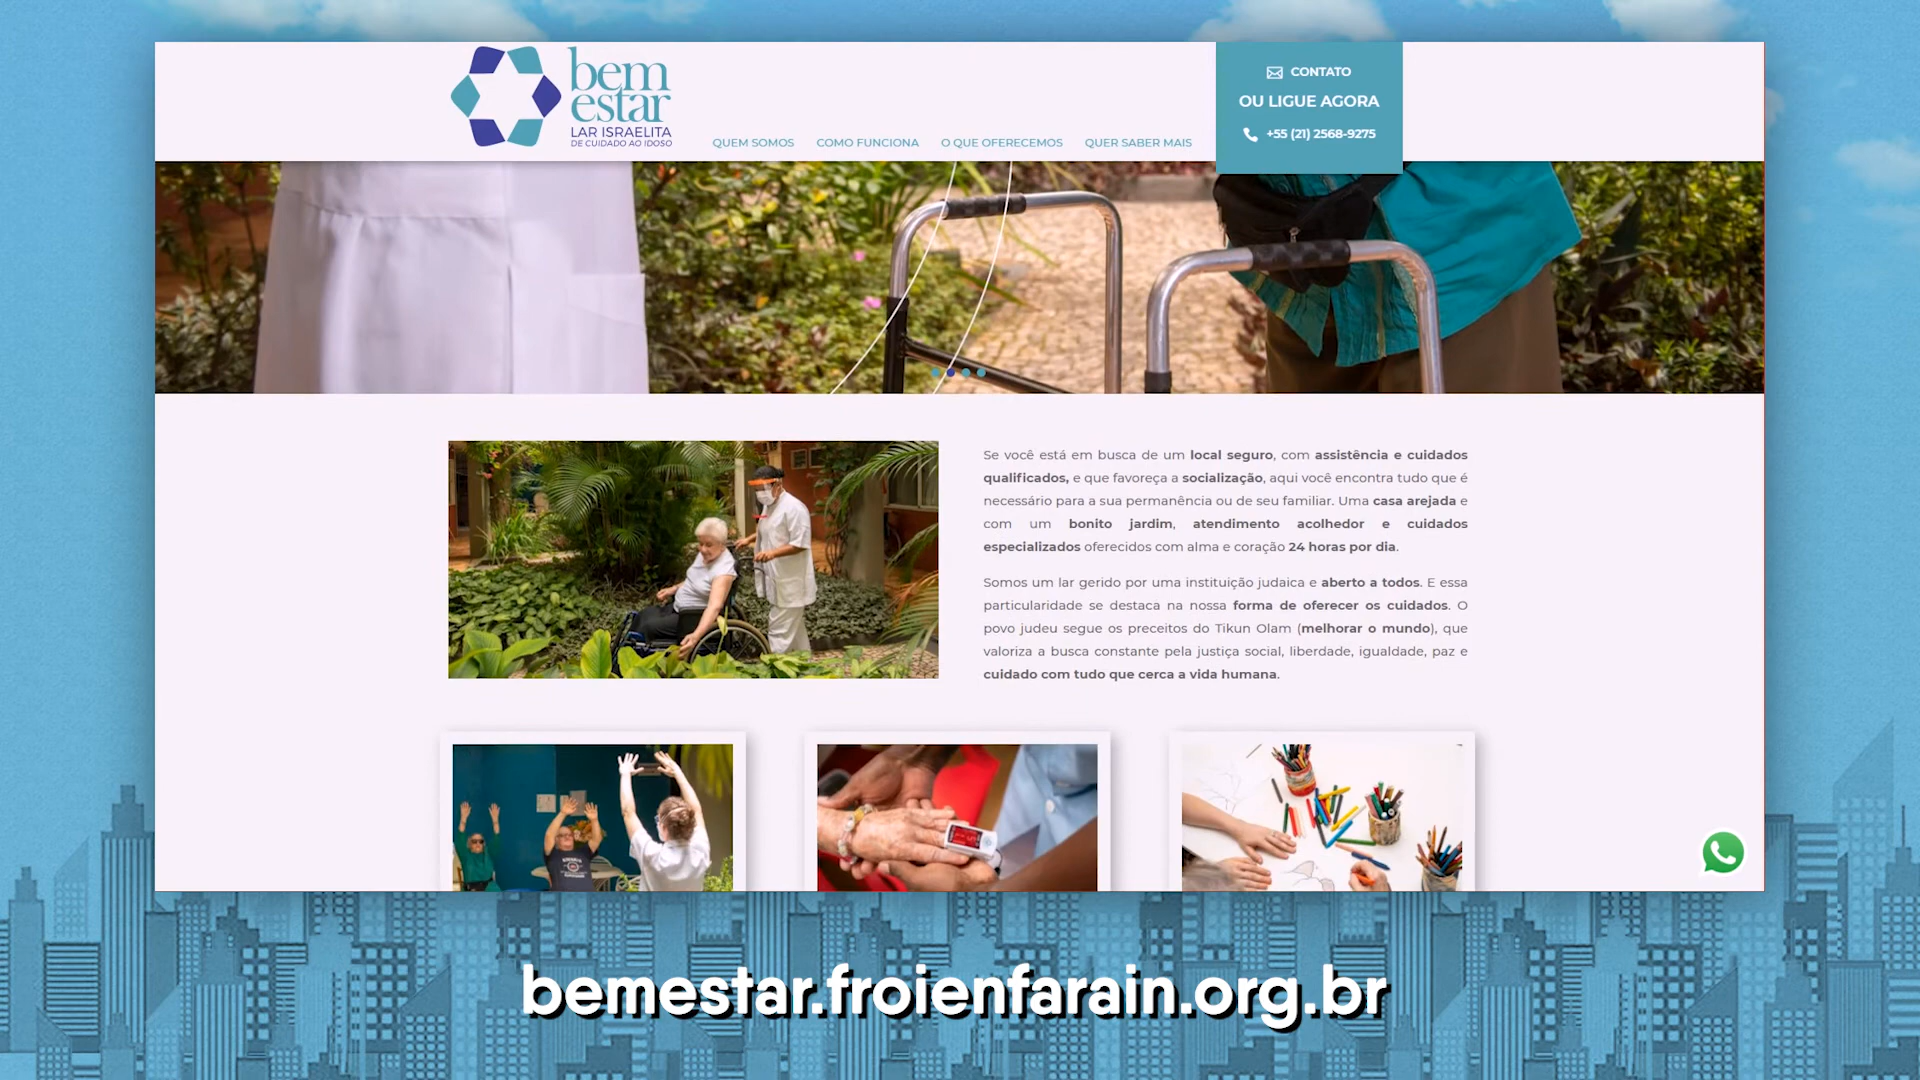 bem
estar
LAR ISRAELITA
DE CUIDADO AO IDOSO
QUEM SOMOS
COMO FUNCIONA
O QUE OFERECEMOS
QUER SABER MAIS
CONTATO
OU LIGUE AGORA
+55 (21) 2568-9275
Se você está em busca de um local seguro, com assistência e cuidados
qualificados, e que favoreça a socialização, aqui você encontra tudo que é
necessário para a sua permanência ou de seu familiar. Uma casa arejada e
com um bonito jardim, atendimento acolhedor e cuidados
especializados oferecidos com alma e coração 24 horas por dia.
Somos um lar gerido por uma instituição judaica e aberto a todos. E essa
particularidade se destaca na nossa forma de oferecer os cuidados. O
povo judeu segue os preceitos do Tikun Olam (melhorar o mundo), que
valoriza a busca constante pela justiça social, liberdade, igualdade, paz e
cuidado com tudo que cerca a vida humana.
bemestar.froienfarain.org.br